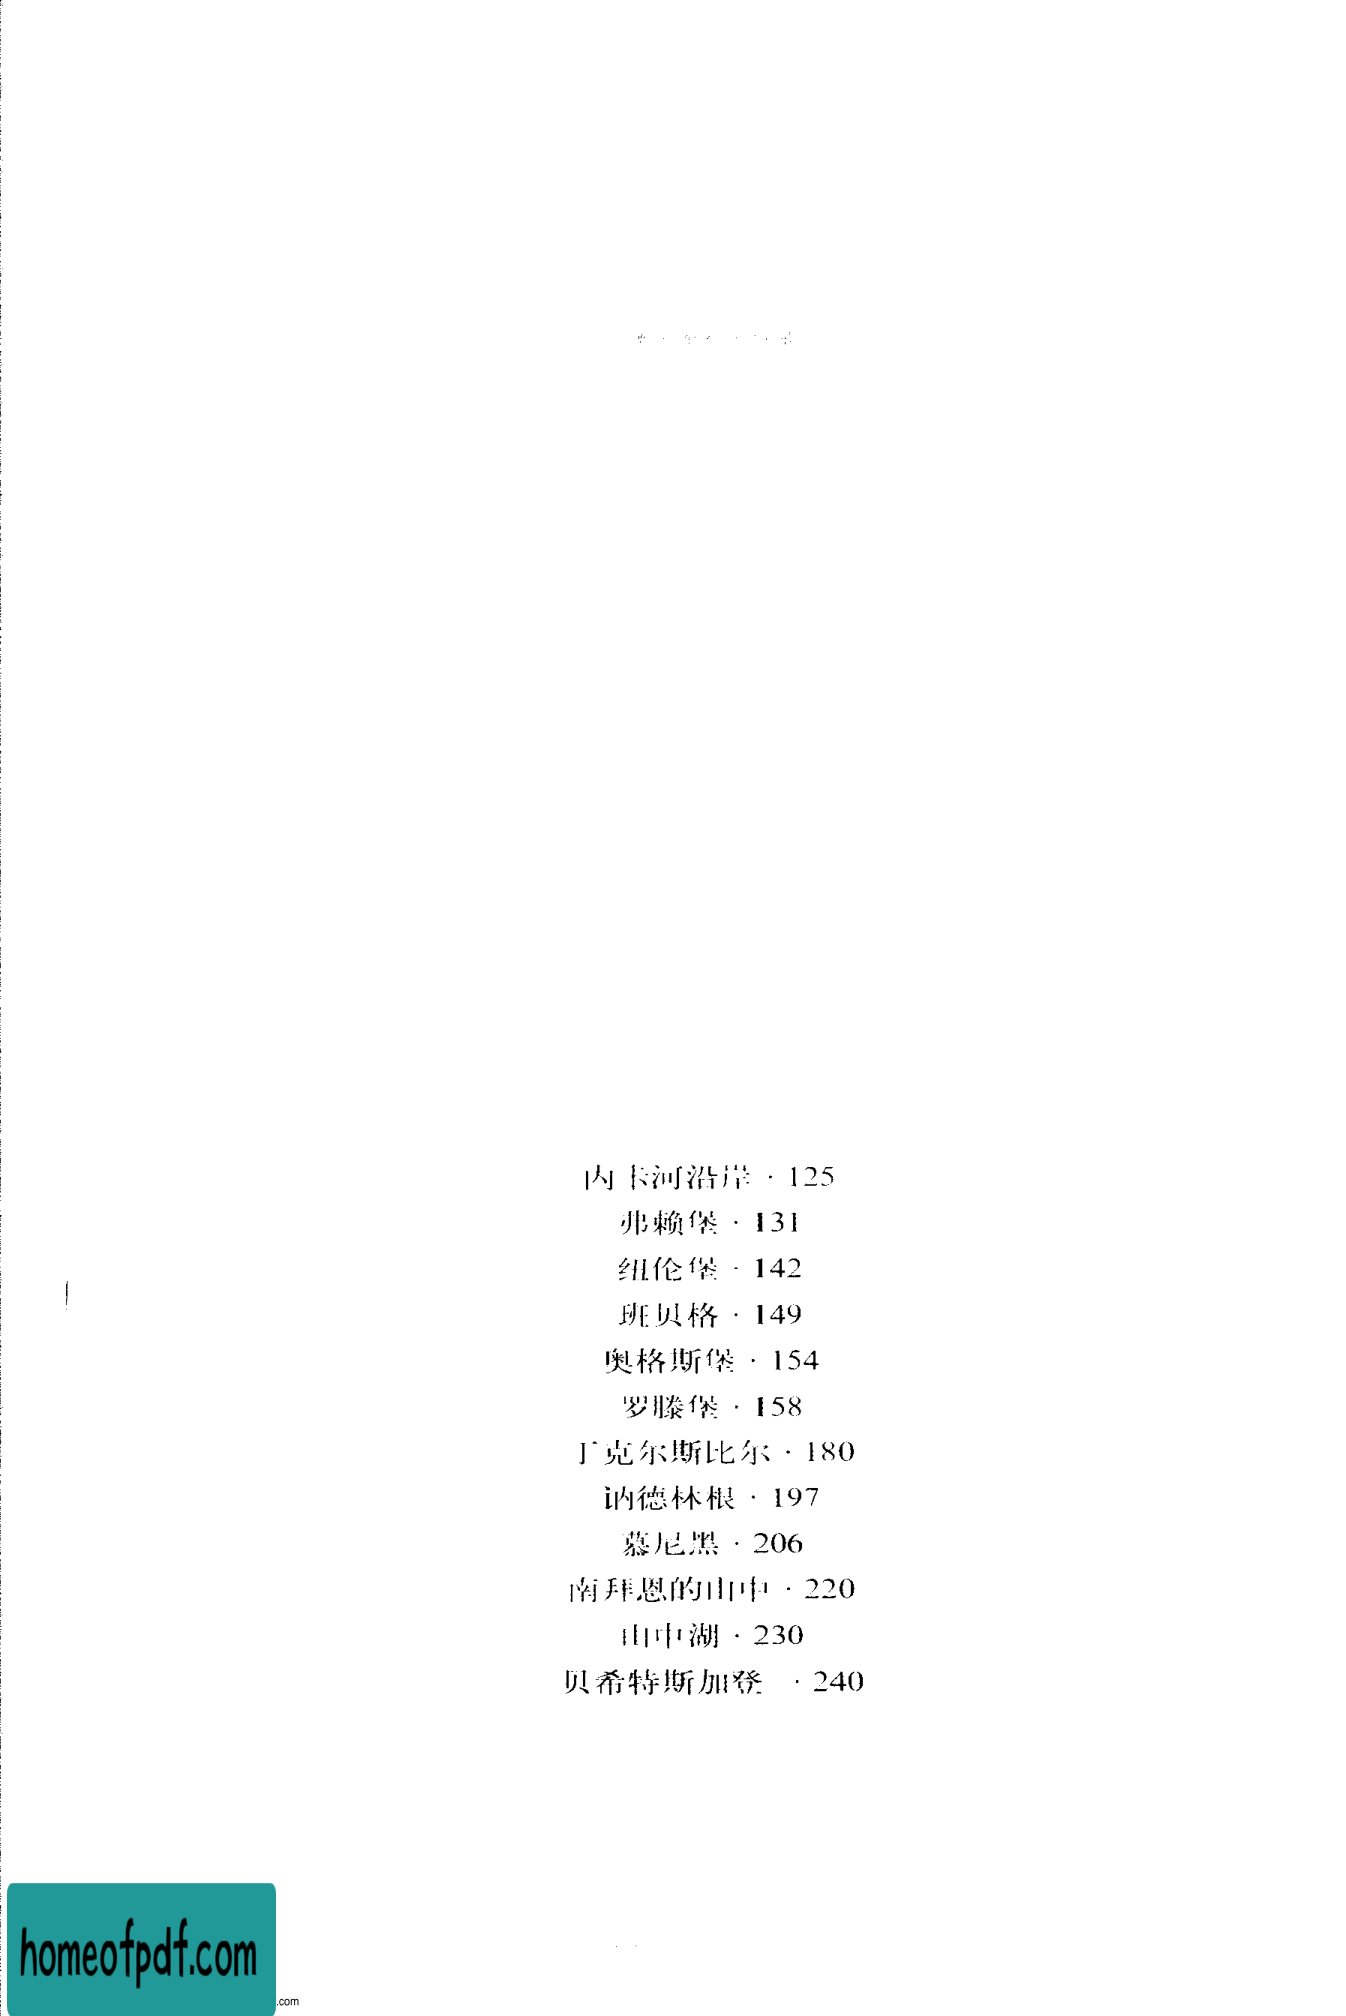 内卡河沿岸 · 125
弗赖堡 · 131
纽伦堡 · 142
班贝格 · 149
奥格斯堡 · 154
罗滕堡 · 158
丁克尔斯比尔 · 180
讷德林根 · 197
慕尼黑 · 206
南拜恩的山中 · 220
山中湖 · 230
贝希特斯加登 · 240
homeofpdf.com
.com